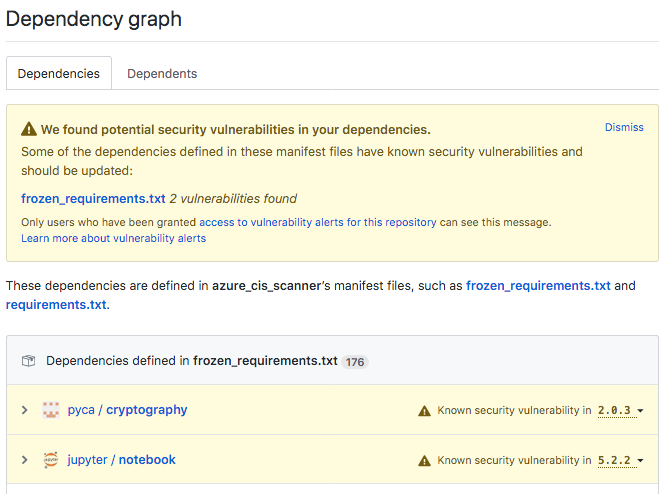 Dependency graph
Dependencies
Dependents
We found potential security vulnerabilities in your dependencies.
Dismiss
Some of the dependencies defined in these manifest files have known security vulnerabilities and
should be updated:
frozen_requirements.txt 2 vulnerabilities found
Only users who have been granted access to vulnerability alerts for this repository can see this message.
Learn more about vulnerability alerts
These dependencies are defined in azure_cis_scanner's manifest files, such as frozen_requirements.txt and
requirements.txt.
Dependencies defined in frozen_requirements.txt 176
pyca / cryptography
Known security vulnerability in 2.0.3
jupyter / notebook
Known security vulnerability in 5.2.2